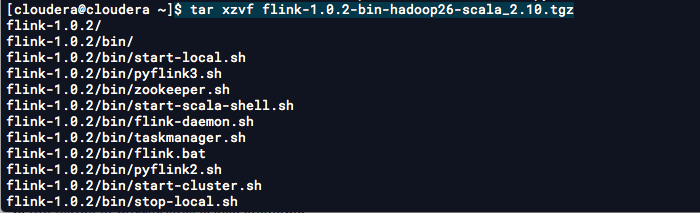 [cloudera@cloudera ~]$ tar xzvf flink-1.0.2-bin-hadoop26-scala_2.10.tgz
flink-1.0.2/
flink-1.0.2/bin/
flink-1.0.2/bin/start-local.sh
flink-1.0.2/bin/pyflink3.sh
flink-1.0.2/bin/zookeeper.sh
flink-1.0.2/bin/start-scala-shell.sh
flink-1.0.2/bin/flink-daemon.sh
flink-1.0.2/bin/taskmanager.sh
flink-1.0.2/bin/flink.bat
flink-1.0.2/bin/pyflink2.sh
flink-1.0.2/bin/start-cluster.sh
flink-1.0.2/bin/stop-local.sh